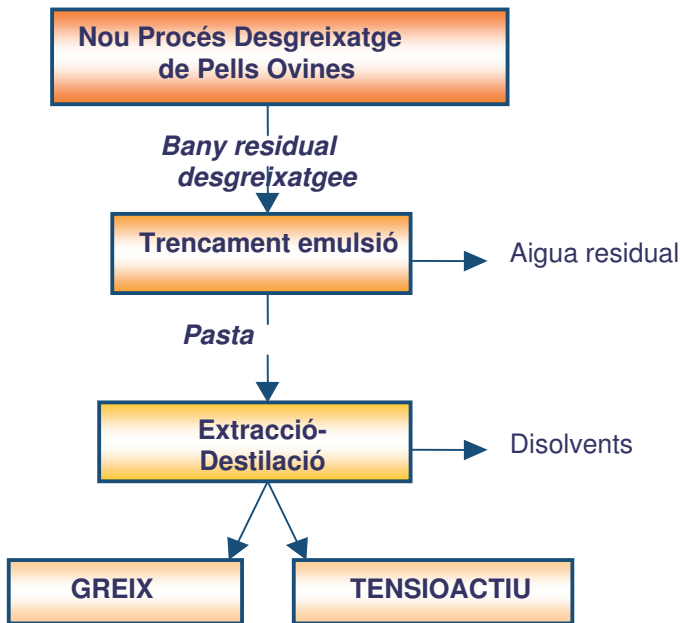 Nou Procés Desgreixatge
de Pells Ovines
Bany residual
desgreixatgee
Trencament emulsió
Aigua residual
Pasta
Extracció-
Destilació
Disolvents
GREIX
TENSIOACTIU